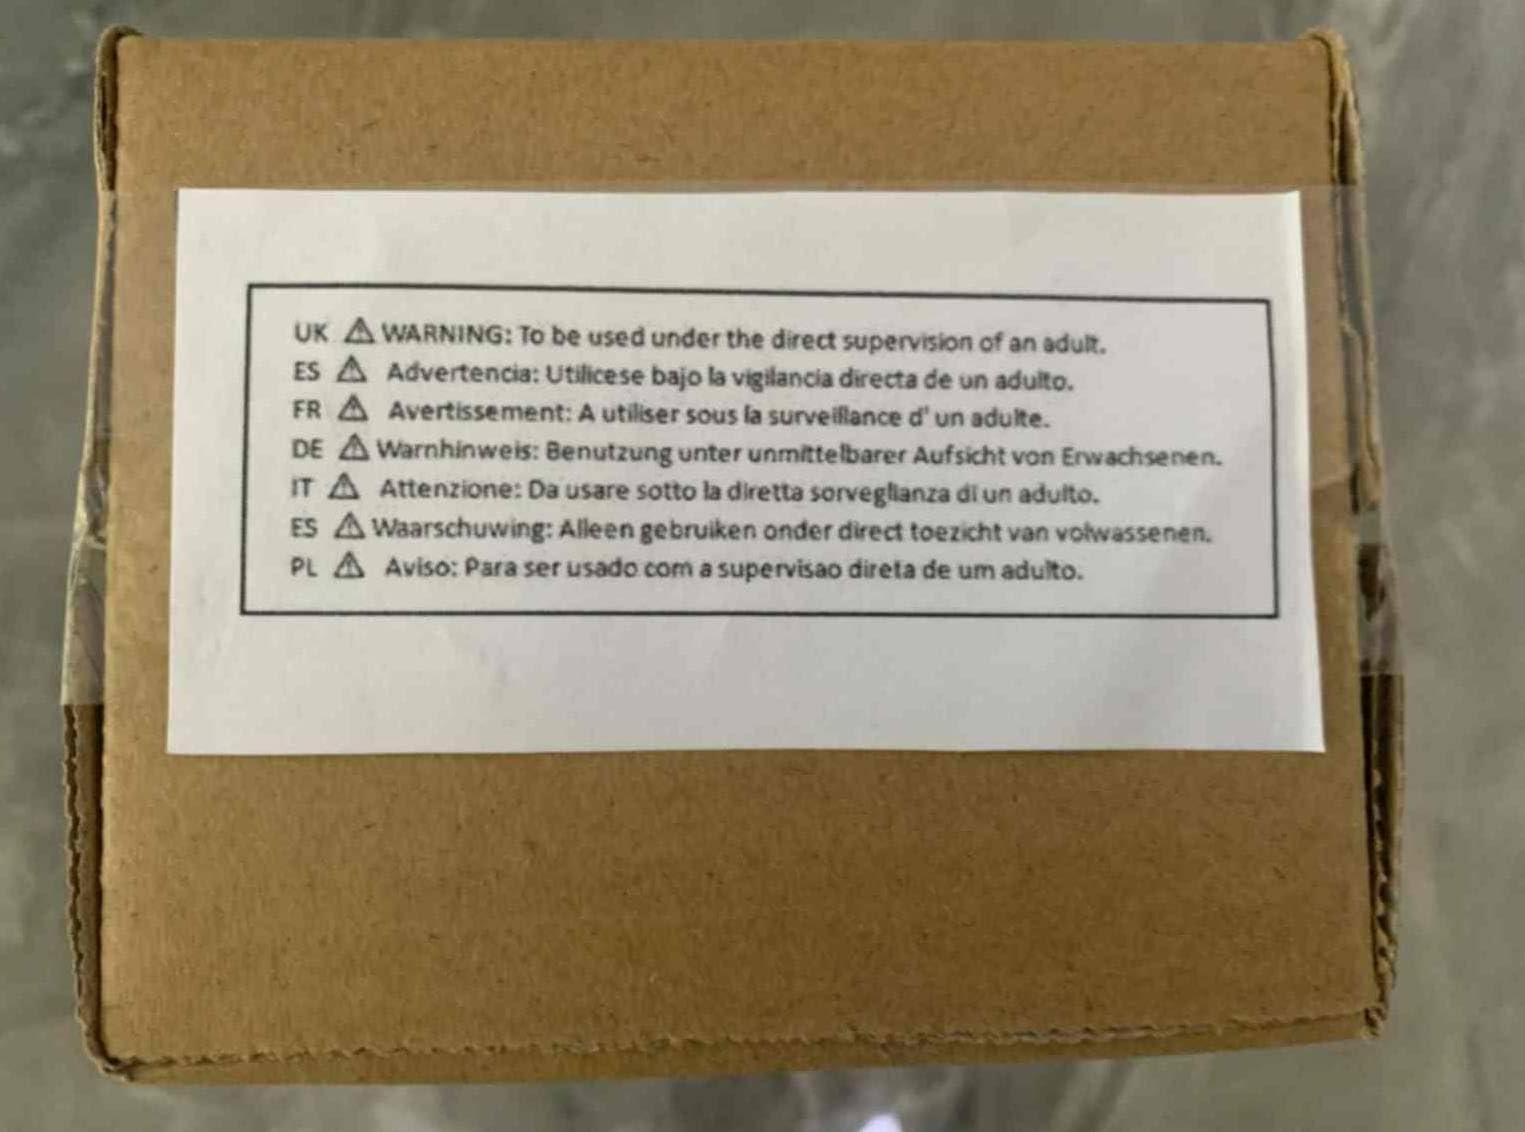 UK ⚠ WARNING: To be used under the direct supervision of an adult.
ES ⚠ Advertencia: Utilicese bajo la vigilancia directa de un adulto.
FR ⚠ Avertissement: A utiliser sous la surveillance d' un adulte.
DE ⚠ Warnhinweis: Benutzung unter unmittelbarer Aufsicht von Erwachsenen.
IT ⚠ Attenzione: Da usare sotto la diretta sorveglianza di un adulto.
ES ⚠ Waarschuwing: Alleen gebruiken onder direct toezicht van volwassenen.
PL ⚠ Aviso: Para ser usado com a supervisao direta de um adulto.